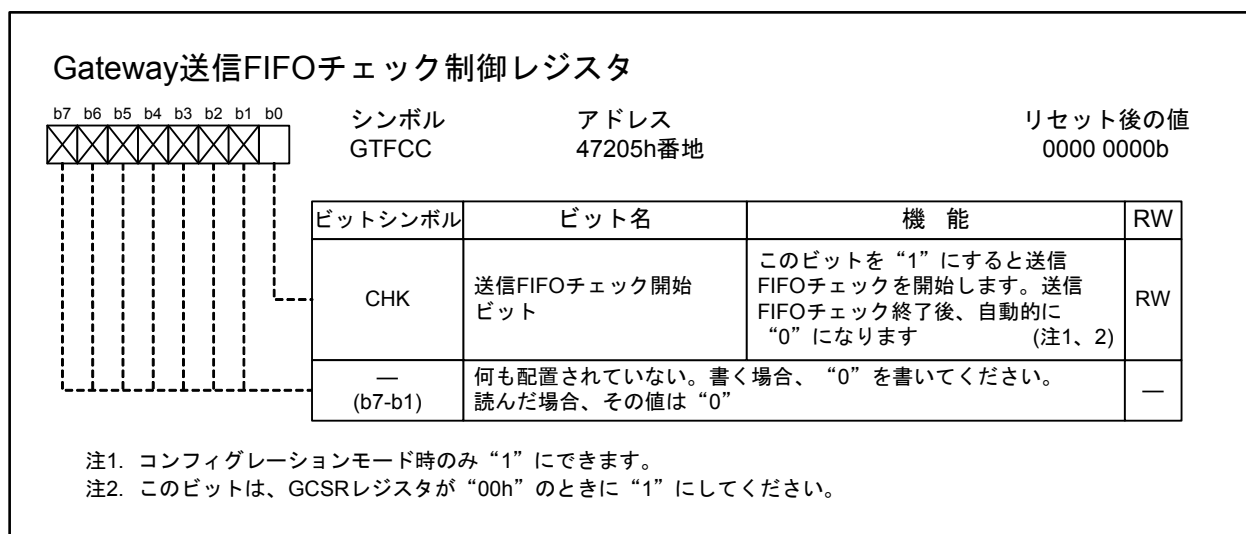 Gateway送信FIFOチェック制御レジスタ
b7 b6 b5 b4 b3 b2 b1 b0
シンボル アドレス リセット後の値
GTFCC 47205h番地 0000 0000b
ビットシンボル ビット名 機 能 RW
CHK
送信FIFOチェック開始
ビット
このビットを“1”にすると送信
FIFOチェックを開始します。送信
FIFOチェック終了後、自動的に
“0”になります (注1、2)
RW
—
(b7-b1)
何も配置されていない。書く場合、“0”を書いてください。
読んだ場合、その値は“0”
—
注1. コンフィグレーションモード時のみ“1”にできます。
注2. このビットは、GCSRレジスタが“00h”のときに“1”にしてください。